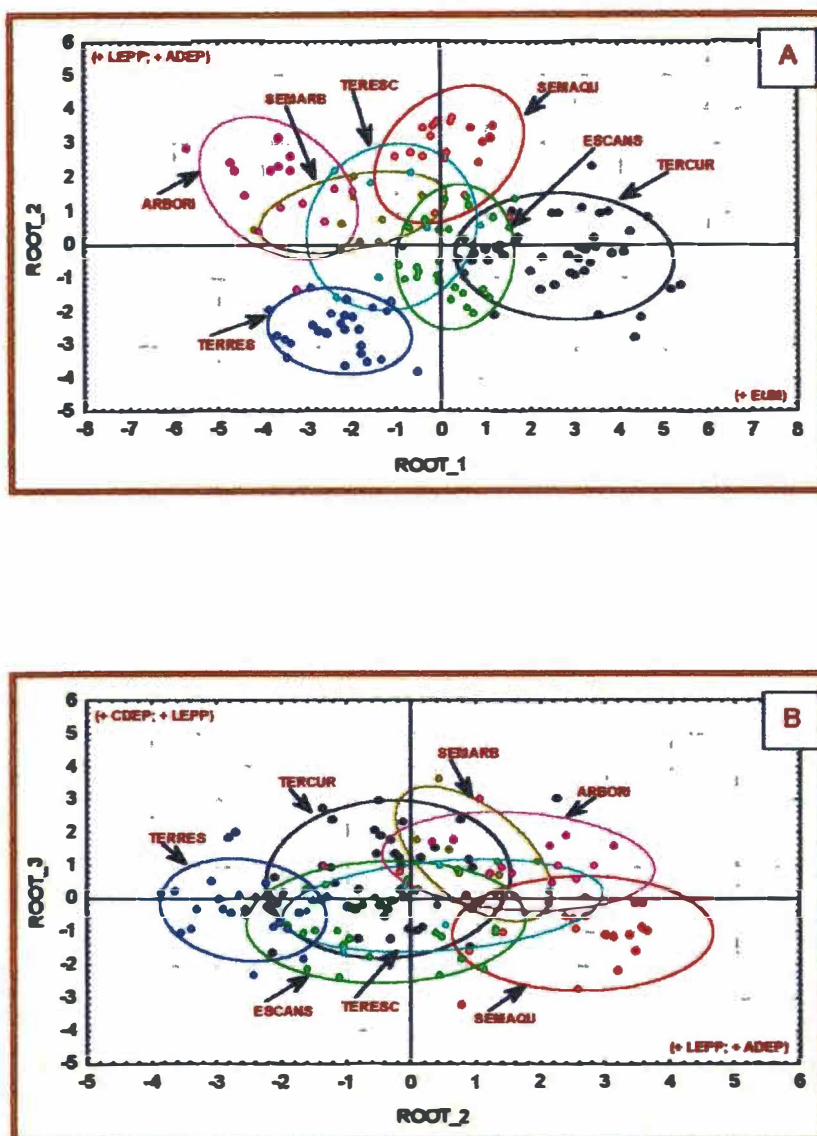 A
(+ LEPP; + ADEP)
TERESC
SEMAQU
SEMARB
ESCANS
TERCUR
ARBORI
TERRES
ROOT_2
6
5
4
3
2
1
0
-1
-2
-3
-4
-5
-8 -7 -6 -5 -4 -3 -2 -1 0 1 2 3 4 5 6 7 8
ROOT_1
B
(+ CDEP; + LEPP)
SEMARB
TERCUR
ARBORI
TERRES
ESCANS
TERESC
SEMAQU
(+ LEPP; + ADEP)
ROOT_3
6
5
4
3
2
1
0
-1
-2
-3
-4
-5
-5 -4 -3 -2 -1 0 1 2 3 4 5 6
ROOT_2